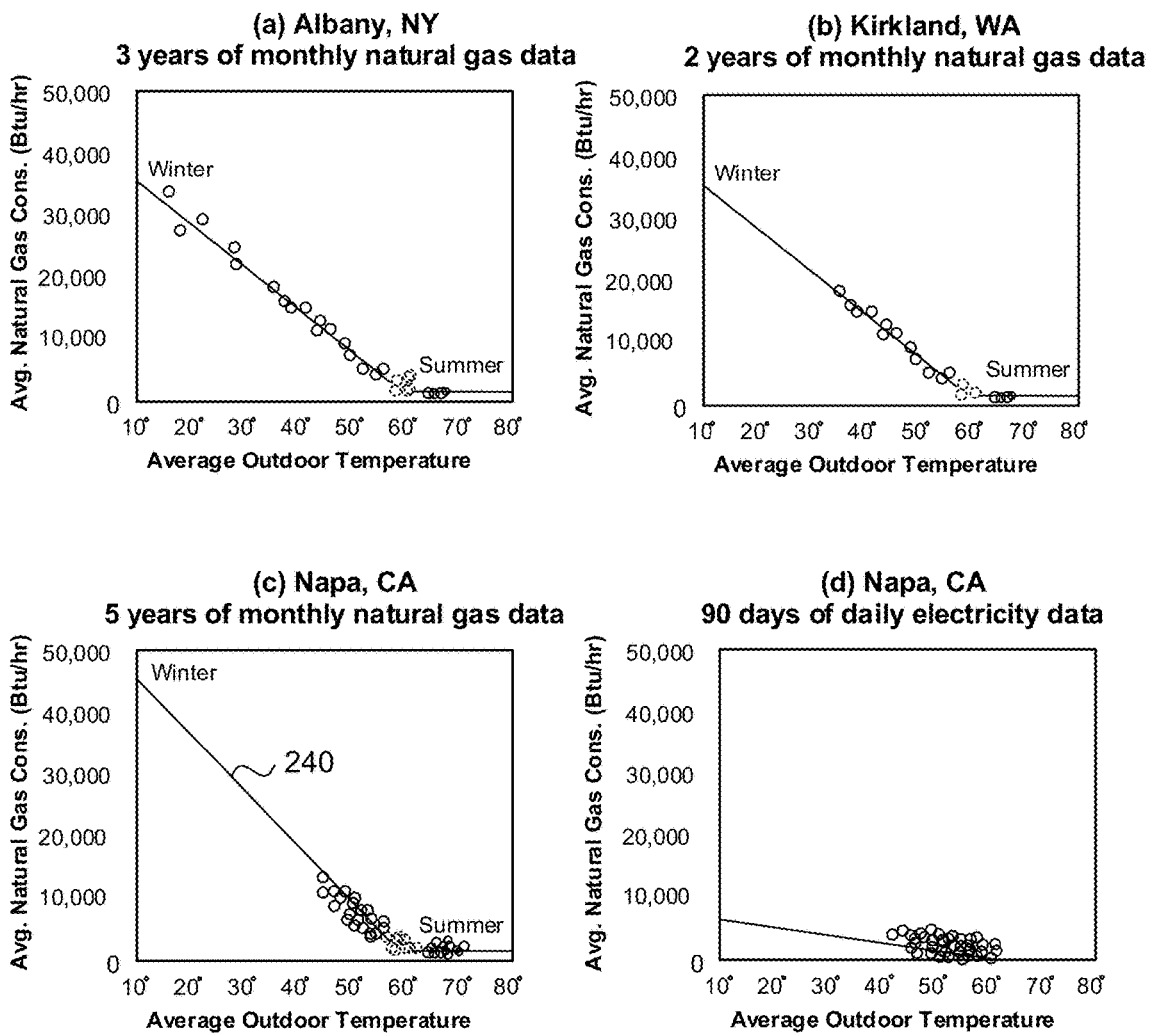 (a) Albany, NY
3 years of monthly natural gas data
Avg. Natural Gas Cons. (Btu/hr)
50,000
40,000
30,000
20,000
10,000
0
Winter
Summer
10° 20° 30° 40° 50° 60° 70° 80°
Average Outdoor Temperature
(b) Kirkland, WA
2 years of monthly natural gas data
Avg. Natural Gas Cons. (Btu/hr)
50,000
40,000
30,000
20,000
10,000
0
Winter
Summer
10° 20° 30° 40° 50° 60° 70° 80°
Average Outdoor Temperature
(c) Napa, CA
5 years of monthly natural gas data
Avg. Natural Gas Cons. (Btu/hr)
50,000
40,000
30,000
20,000
10,000
0
Winter
240
Summer
10° 20° 30° 40° 50° 60° 70° 80°
Average Outdoor Temperature
(d) Napa, CA
90 days of daily electricity data
Avg. Natural Gas Cons. (Btu/hr)
50,000
40,000
30,000
20,000
10,000
0
10° 20° 30° 40° 50° 60° 70° 80°
Average Outdoor Temperature